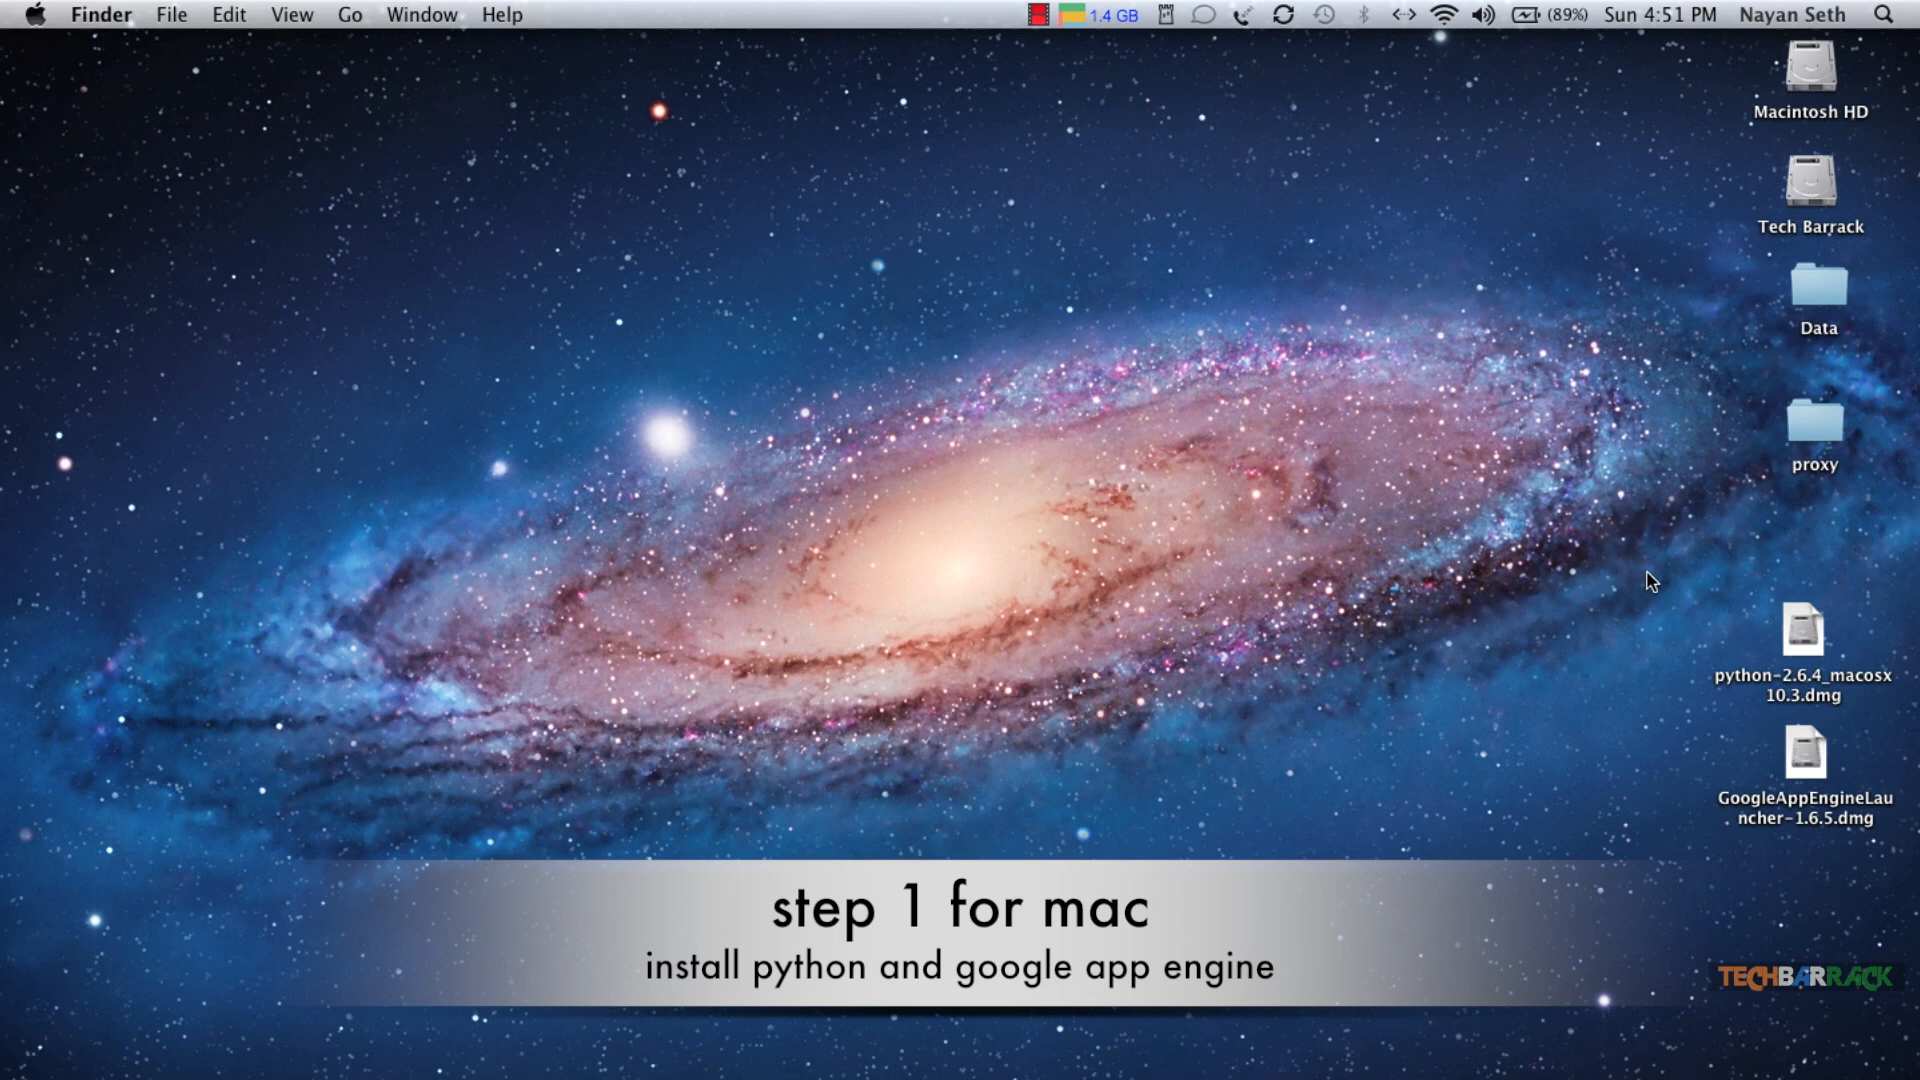 Finder File Edit View Go Window Help 1.4 GB (89%) Sun 4:51 PM Nayan Seth
Macintosh HD
Tech Barrack
Data
proxy
python-2.6.4_macosx
10.3.dmg
GoogleAppEngineLau
ncher-1.6.5.dmg
step 1 for mac
install python and google app engine
TECHBARRACK